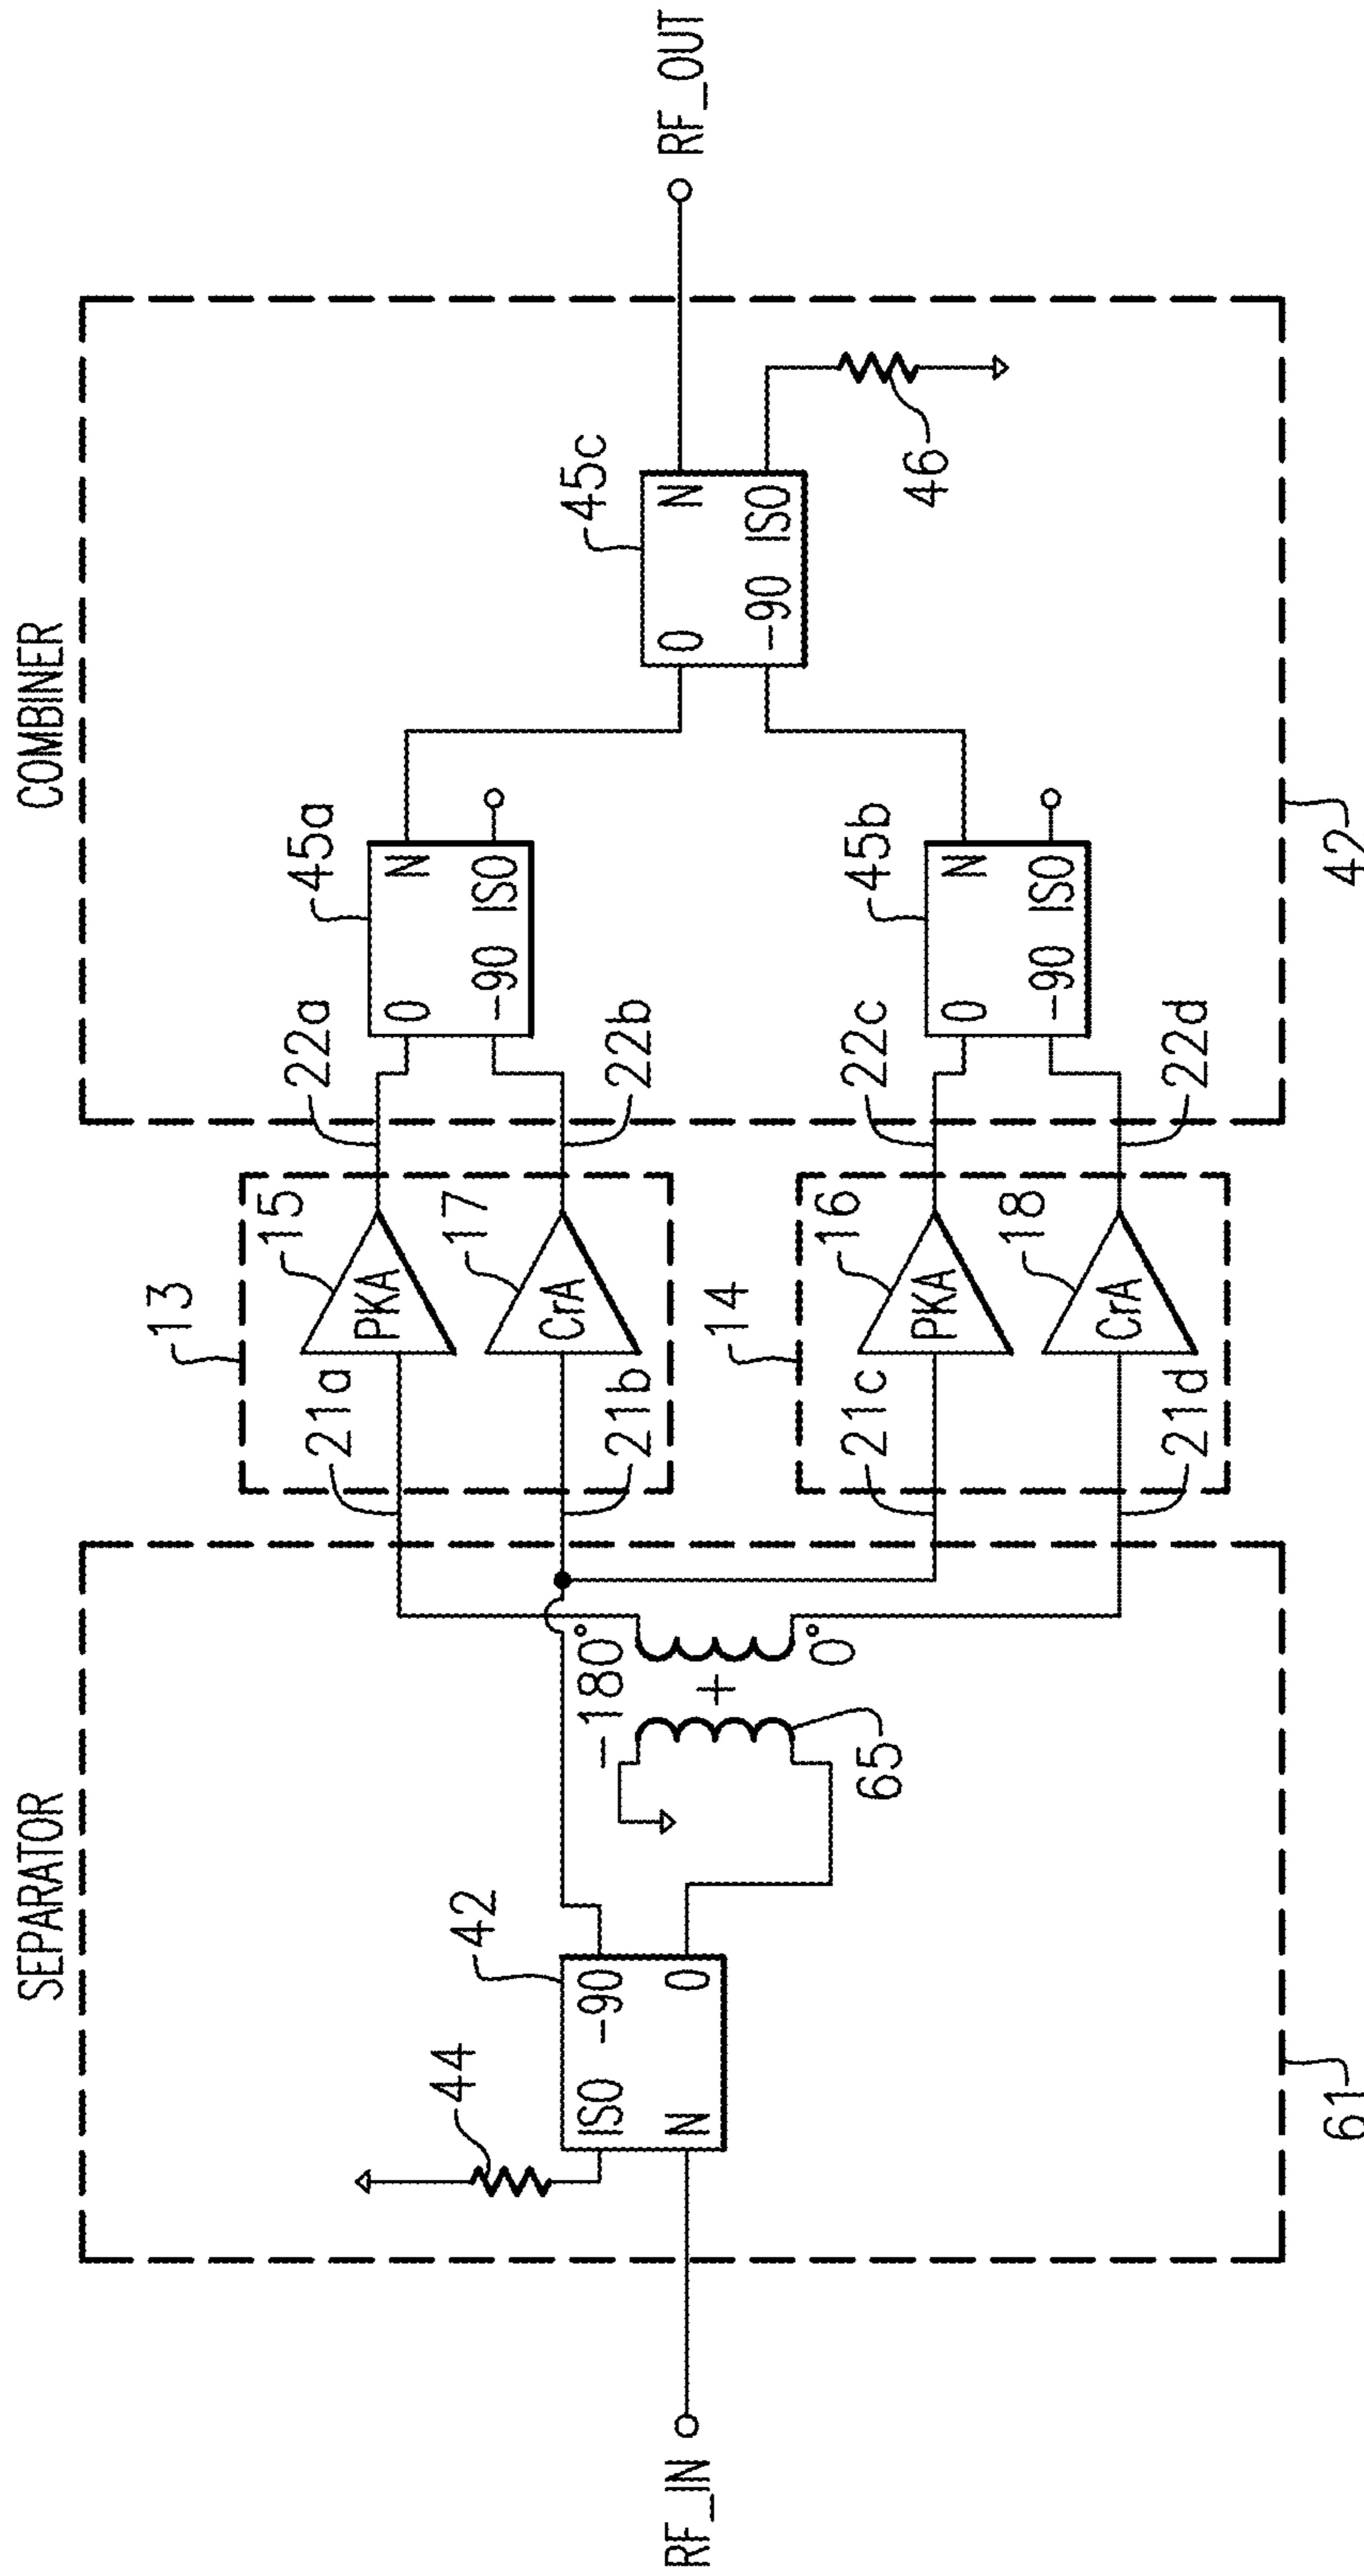 SEPARATOR
COMBINER
RF_IN
44
ISO -90
N 0
42
65
-180°
+
0°
61
13
21a
PKA
15
21b
CrA
17
14
21c
PKA
16
21d
CrA
18
22a
22b
22c
22d
45a
0 N
-90 ISO
45b
0 N
-90 ISO
45c
0 N
-90 ISO
46
42
RF_OUT